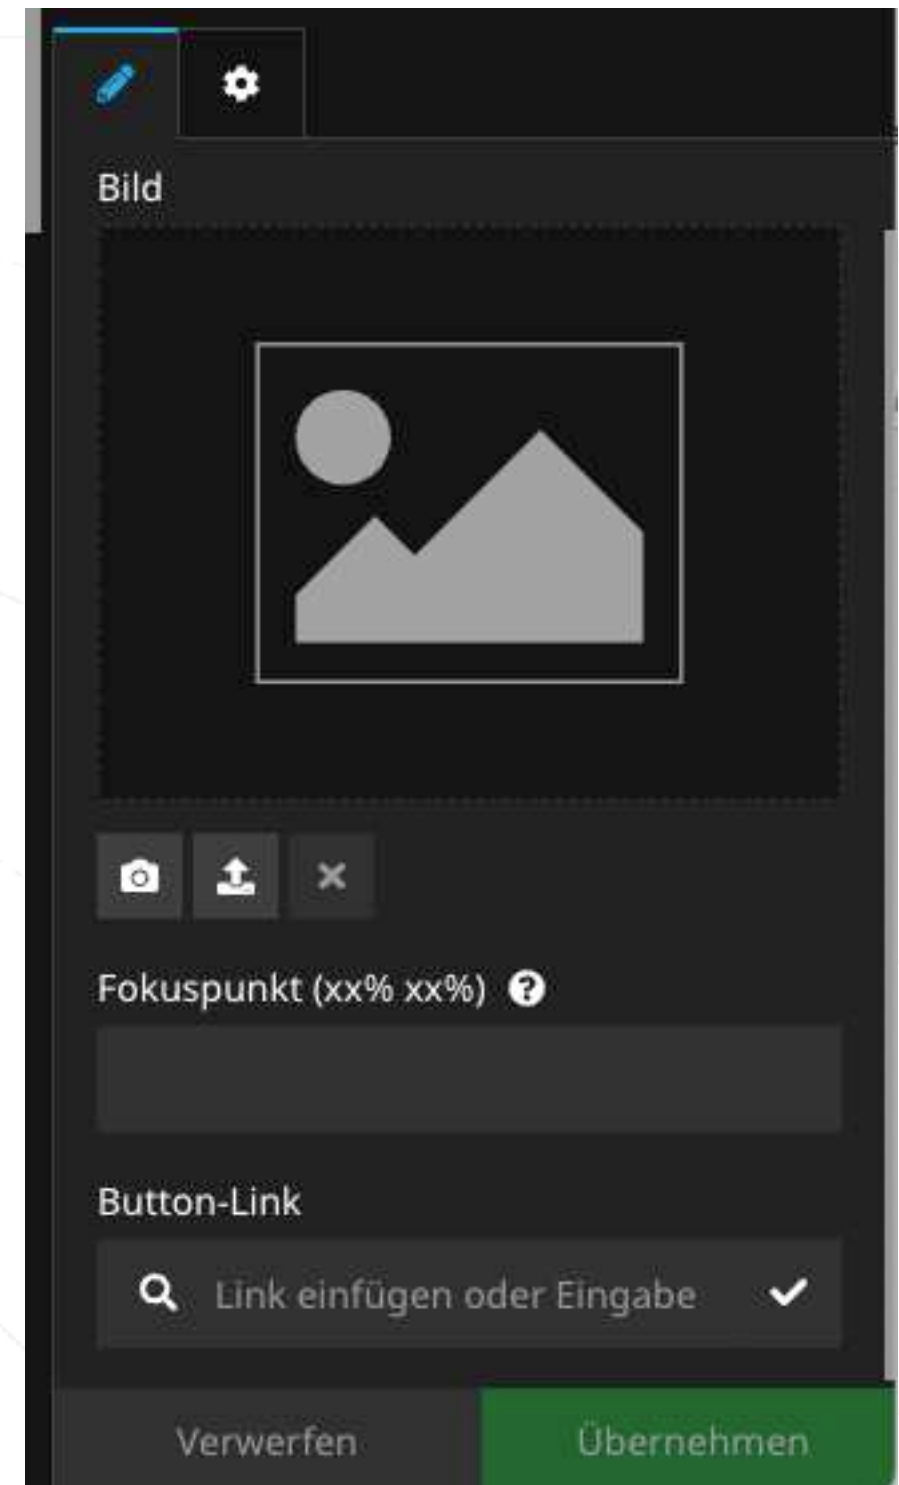 Bild
Fokuspunkt (xx% xx%)
Button-Link
Link einfügen oder Eingabe
Verwerfen
Übernehmen